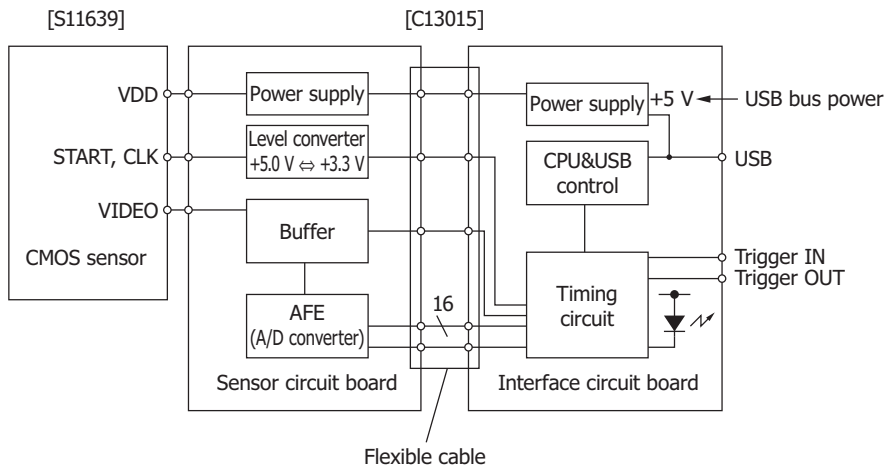 [S11639]
[C13015]
VDD
START, CLK
VIDEO
CMOS sensor
Power supply
Level converter
+5.0 V ⇔ +3.3 V
Buffer
AFE
(A/D converter)
Sensor circuit board
16
Flexible cable
Power supply
+5 V
USB bus power
CPU&USB
control
USB
Timing
circuit
Trigger IN
Trigger OUT
Interface circuit board